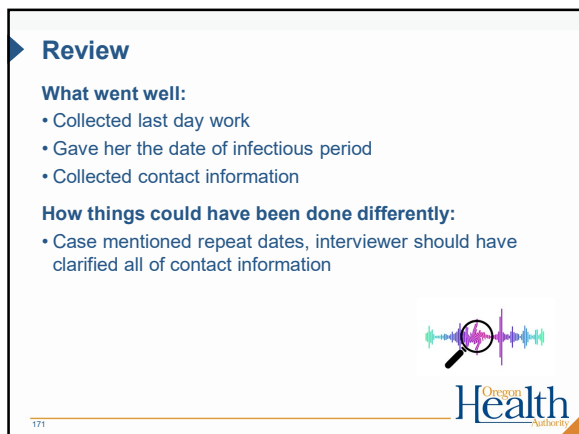 Review
What went well:
• Collected last day work
• Gave her the date of infectious period
• Collected contact information
How things could have been done differently:
• Case mentioned repeat dates, interviewer should have
clarified all of contact information
Oregon
Health
Authority
171